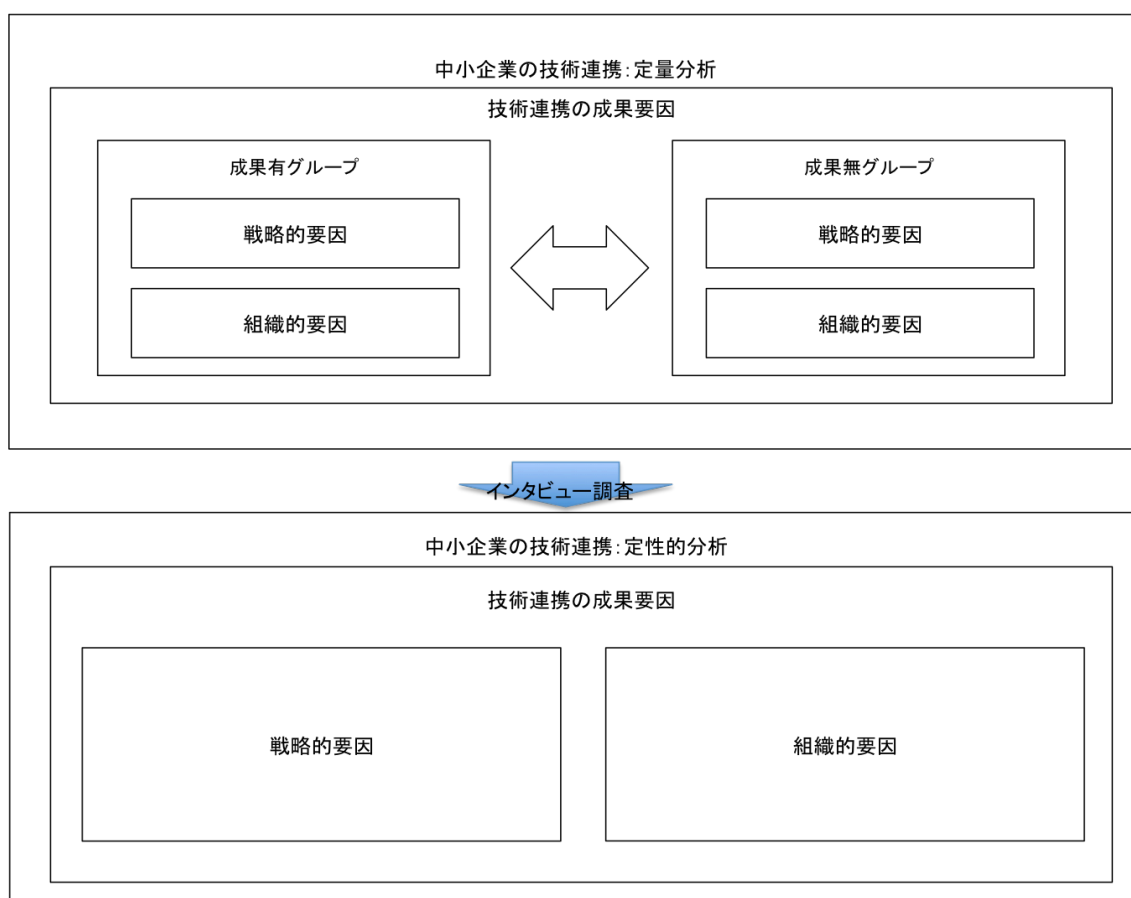 中小企業の技術連携：定量分析
技術連携の成果要因
成果有グループ
戦略的要因
組織的要因
成果無グループ
戦略的要因
組織的要因
インタビュー調査
中小企業の技術連携：定性的分析
技術連携の成果要因
戦略的要因
組織的要因